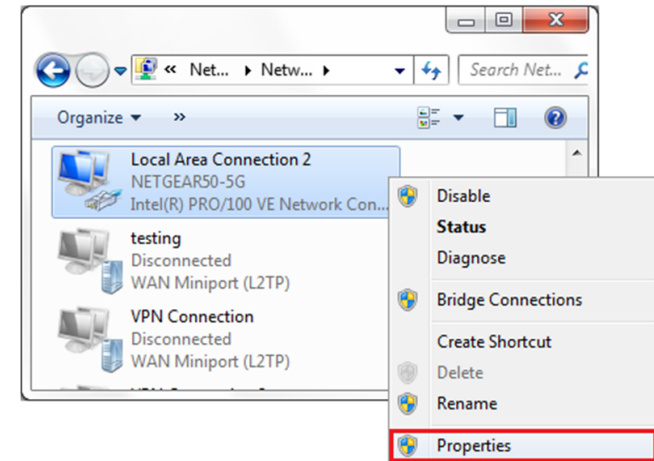 « Net... ▸ Netw... ▸
Search Net...
Organize ▾ »
Local Area Connection 2
NETGEAR50-5G
Intel(R) PRO/100 VE Network Con...
testing
Disconnected
WAN Miniport (L2TP)
VPN Connection
Disconnected
WAN Miniport (L2TP)
Disable
Status
Diagnose
Bridge Connections
Create Shortcut
Delete
Rename
Properties